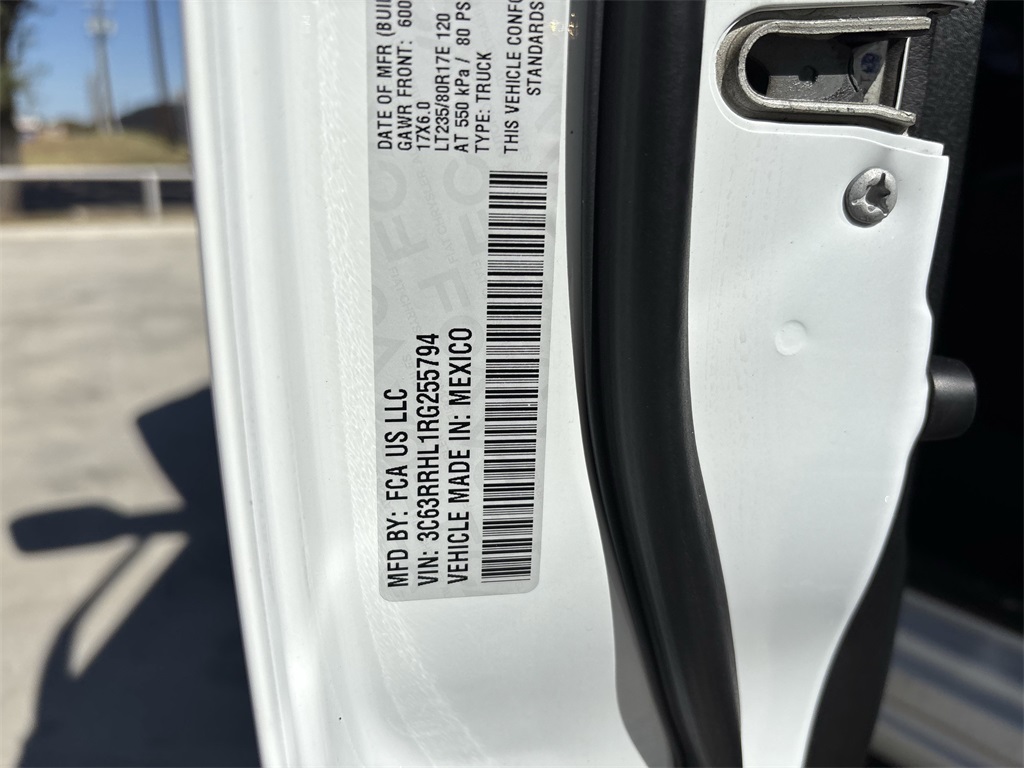 MFD BY: FCA US LLC
VIN: 3C63RRHL1RG255794
VEHICLE MADE IN: MEXICO
DATE OF MFR (BUI
GAWR FRONT: 600
17X6.0
LT235/80R17E 120
AT 550 kPa / 80 PS
TYPE: TRUCK
THIS VEHICLE CONFO
STANDARDS